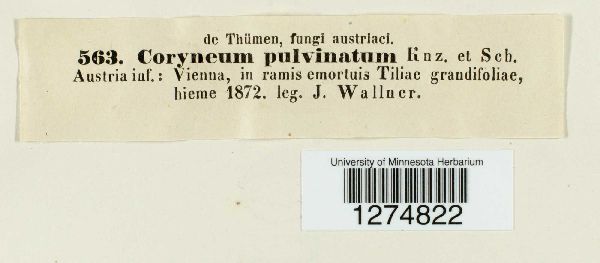 de Thümen, fungi austriaci.
563. Coryneum pulvinatum Knz. et Sch.
Austria inf.: Vienna, in ramis emortuis Tiliae grandifoliae,
hieme 1872. leg. J. Wallner.
University of Minnesota Herbarium
1274822